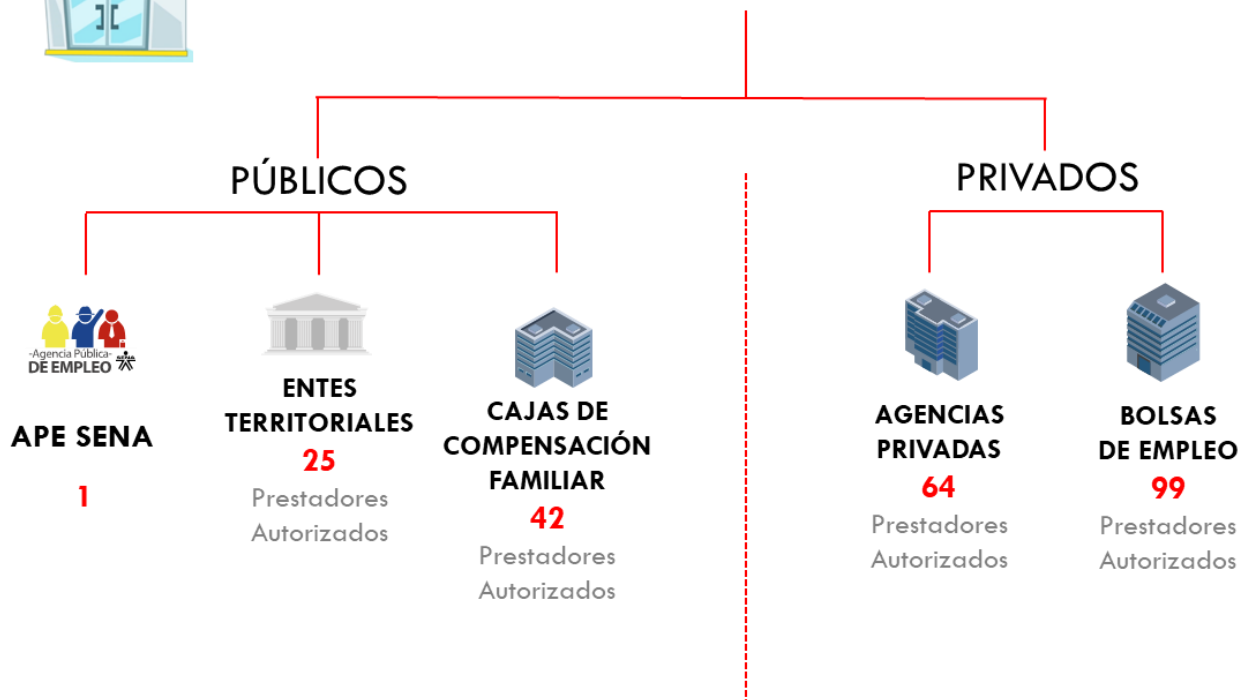 PÚBLICOS
PRIVADOS
-Agencia Pública-
DE EMPLEO
SENA
APE SENA
1
ENTES
TERRITORIALES
25
Prestadores
Autorizados
CAJAS DE
COMPENSACIÓN
FAMILIAR
42
Prestadores
Autorizados
AGENCIAS
PRIVADAS
64
Prestadores
Autorizados
BOLSAS
DE EMPLEO
99
Prestadores
Autorizados